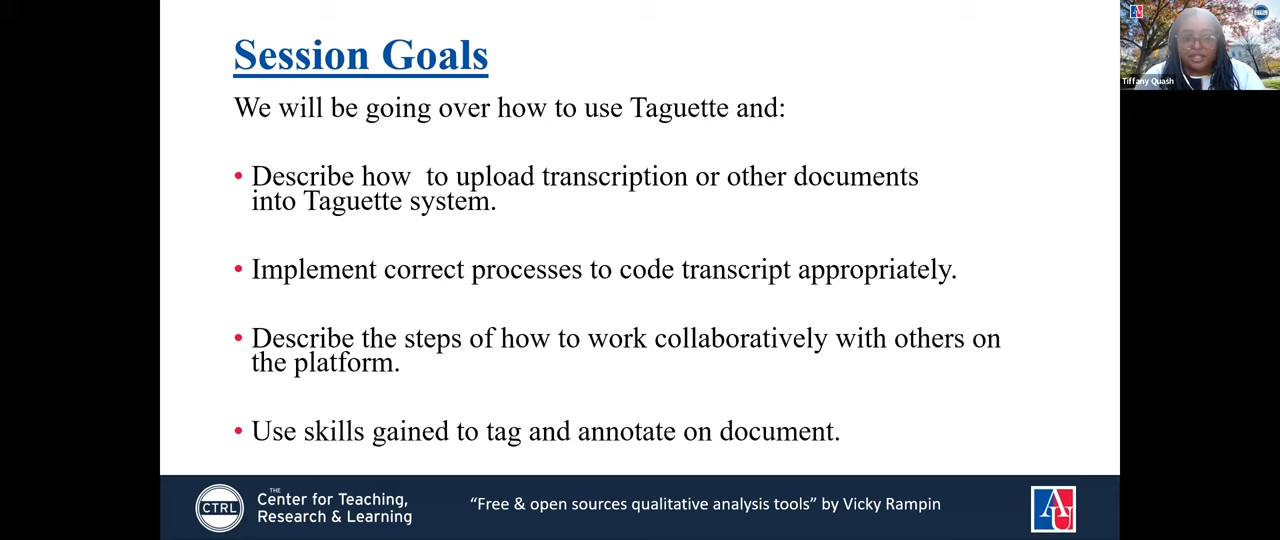 Session Goals
We will be going over how to use Taguette and:
• Describe how  to upload transcription or other documents
into Taguette system.
• Implement correct processes to code transcript appropriately.
• Describe the steps of how to work collaboratively with others on
the platform.
• Use skills gained to tag and annotate on document.
CTRL
THE
Center for Teaching,
Research & Learning
“Free & open sources qualitative analysis tools” by Vicky Rampin
AU
Tiffany Quash
AU
CTRL